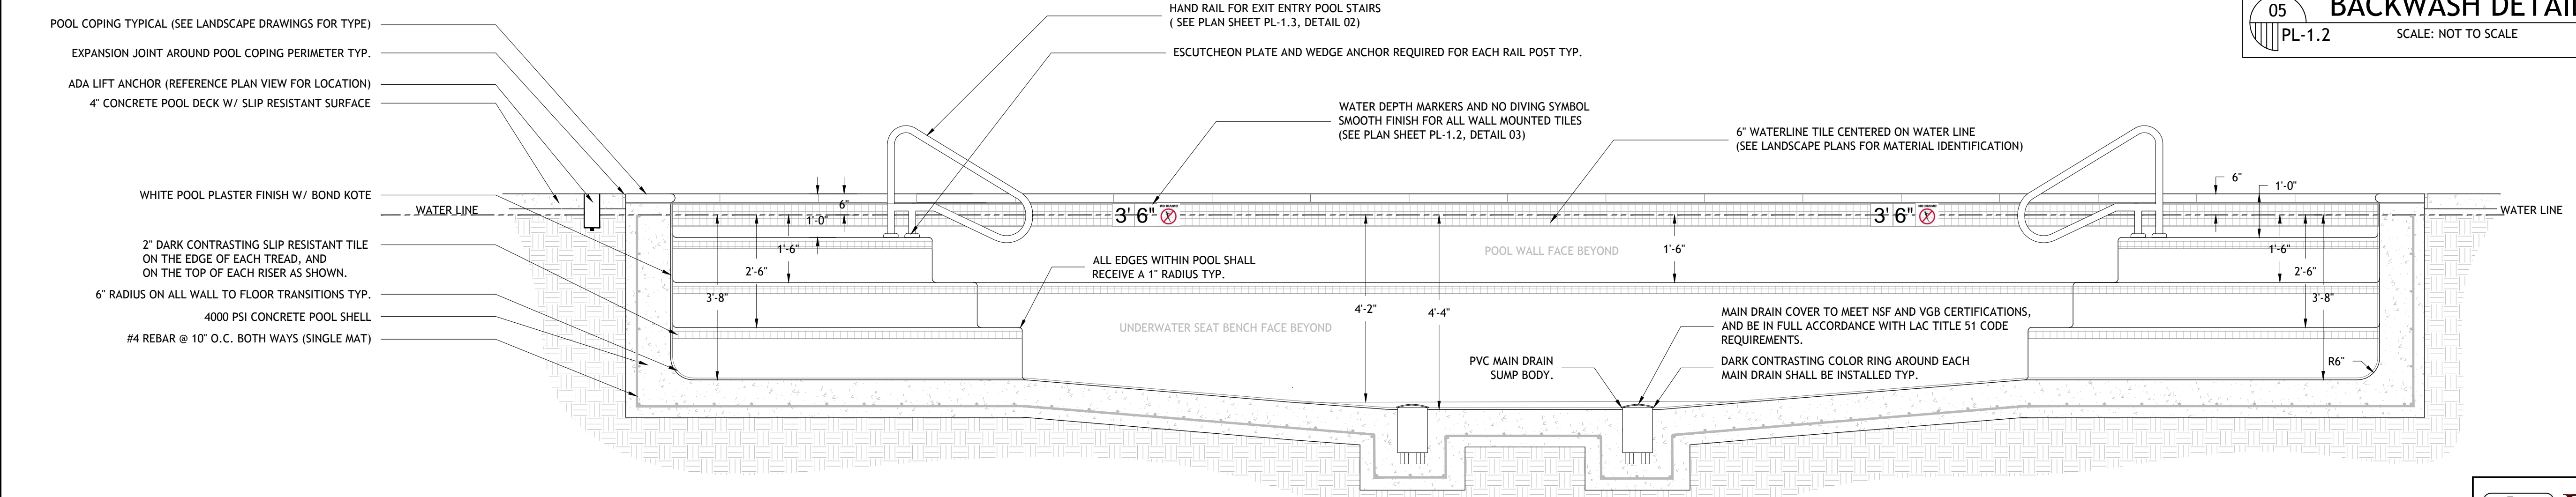 POOL COPING TYPICAL (SEE LANDSCAPE DRAWINGS FOR TYPE)
EXPANSION JOINT AROUND POOL COPING PERIMETER TYP.
ADA LIFT ANCHOR (REFERENCE PLAN VIEW FOR LOCATION)
4" CONCRETE POOL DECK W/ SLIP RESISTANT SURFACE
WHITE POOL PLASTER FINISH W/ BOND KOTE
WATER LINE
2" DARK CONTRASTING SLIP RESISTANT TILE
ON THE EDGE OF EACH TREAD, AND
ON THE TOP OF EACH RISER AS SHOWN.
6" RADIUS ON ALL WALL TO FLOOR TRANSITIONS TYP.
4000 PSI CONCRETE POOL SHELL
#4 REBAR @ 10" O.C. BOTH WAYS (SINGLE MAT)
HAND RAIL FOR EXIT ENTRY POOL STAIRS
( SEE PLAN SHEET PL-1.3, DETAIL 02)
ESCUTCHEON PLATE AND WEDGE ANCHOR REQUIRED FOR EACH RAIL POST TYP.
WATER DEPTH MARKERS AND NO DIVING SYMBOL
SMOOTH FINISH FOR ALL WALL MOUNTED TILES
(SEE PLAN SHEET PL-1.2, DETAIL 03)
6" WATERLINE TILE CENTERED ON WATER LINE
(SEE LANDSCAPE PLANS FOR MATERIAL IDENTIFICATION)
05
BACKWASH DETAI
PL-1.2
SCALE: NOT TO SCALE
6"
1'-0"
1'-6"
2'-6"
3'-8"
3' 6"
3' 6"
POOL WALL FACE BEYOND
1'-6"
ALL EDGES WITHIN POOL SHALL
RECEIVE A 1" RADIUS TYP.
UNDERWATER SEAT BENCH FACE BEYOND
4'-2"
4'-4"
PVC MAIN DRAIN
SUMP BODY.
MAIN DRAIN COVER TO MEET NSF AND VGB CERTIFICATIONS,
AND BE IN FULL ACCORDANCE WITH LAC TITLE 51 CODE
REQUIREMENTS.
DARK CONTRASTING COLOR RING AROUND EACH
MAIN DRAIN SHALL BE INSTALLED TYP.
6"
1'-0"
WATER LINE
1'-6"
2'-6"
3'-8"
R6"